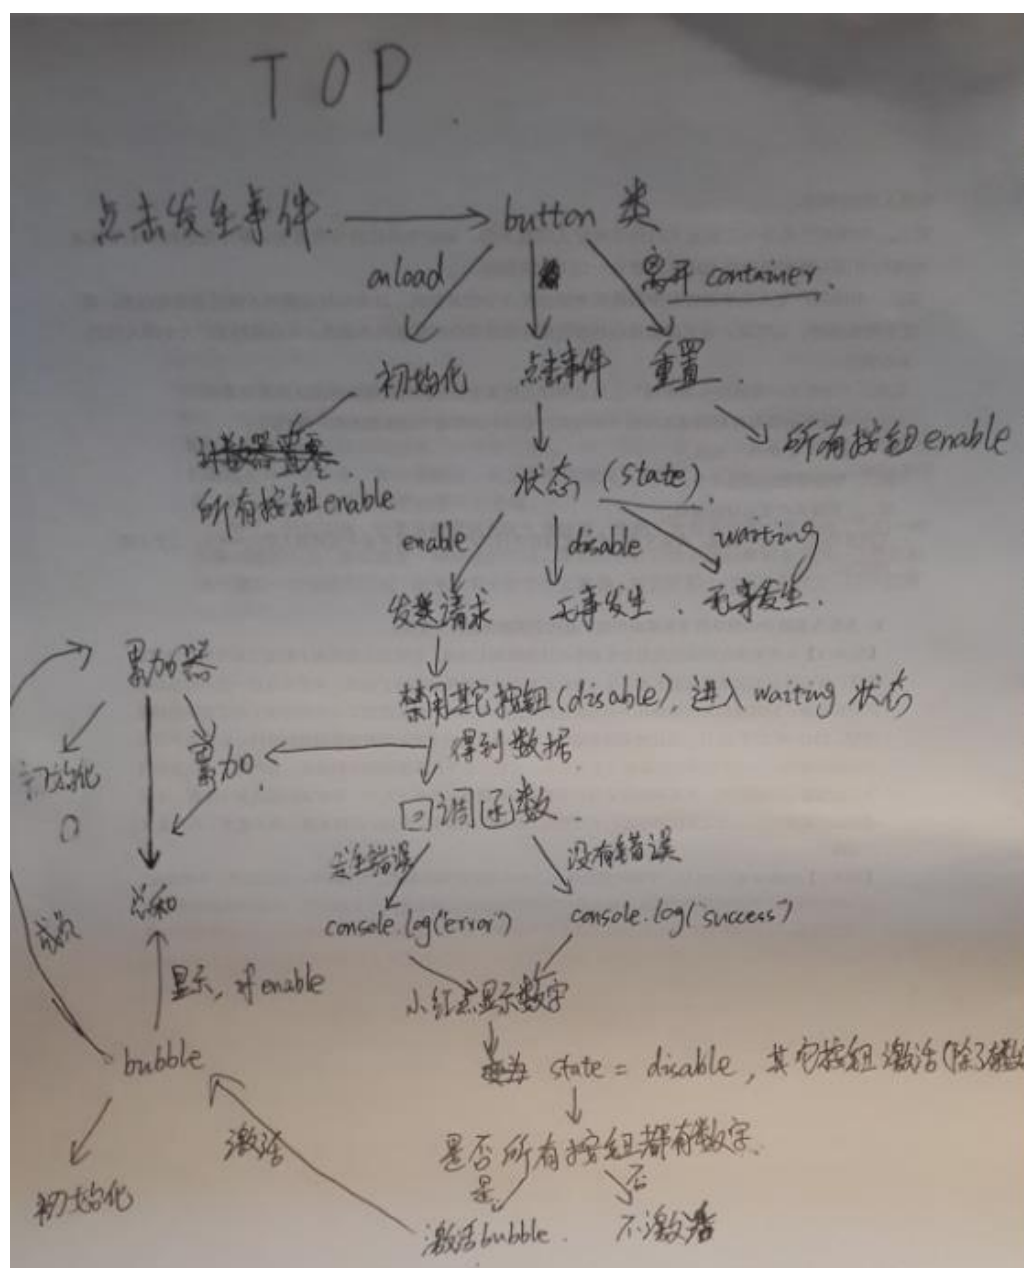 TOP
点击发生事件. button 类
onload 离开 container.
初始化 点击事件 重置.
计数器置零.
所有按钮enable
所有按钮enable
状态 (state).
enable disable waiting
发送请求 无事发生. 无事发生.
累加器
禁用其它按钮(disable), 进入 waiting 状态
初始化
0
累加.
得到数据.
回调函数.
发生错误 没有错误
console.log('error') console.log('success')
总和
显示, if enable
小红点显示数字
bubble
state = disable, 其它按钮激活(除了
初始化
激活
是否所有按钮都有数字.
是 否
激活bubble. 不激活